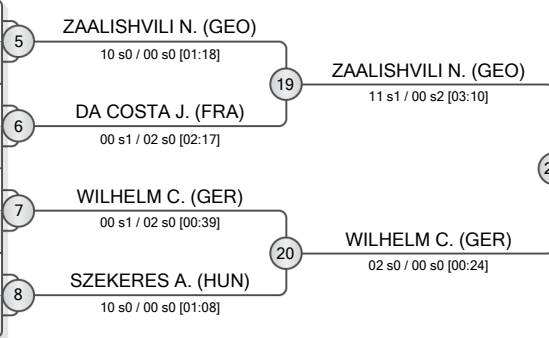 5
ZAALISHVILI N. (GEO)
10 s0 / 00 s0 [01:18]
19
ZAALISHVILI N. (GEO)
11 s1 / 00 s2 [03:10]
6
DA COSTA J. (FRA)
00 s1 / 02 s0 [02:17]
7
WILHELM C. (GER)
00 s1 / 02 s0 [00:39]
20
WILHELM C. (GER)
02 s0 / 00 s0 [00:24]
8
SZEKERES A. (HUN)
10 s0 / 00 s0 [01:08]